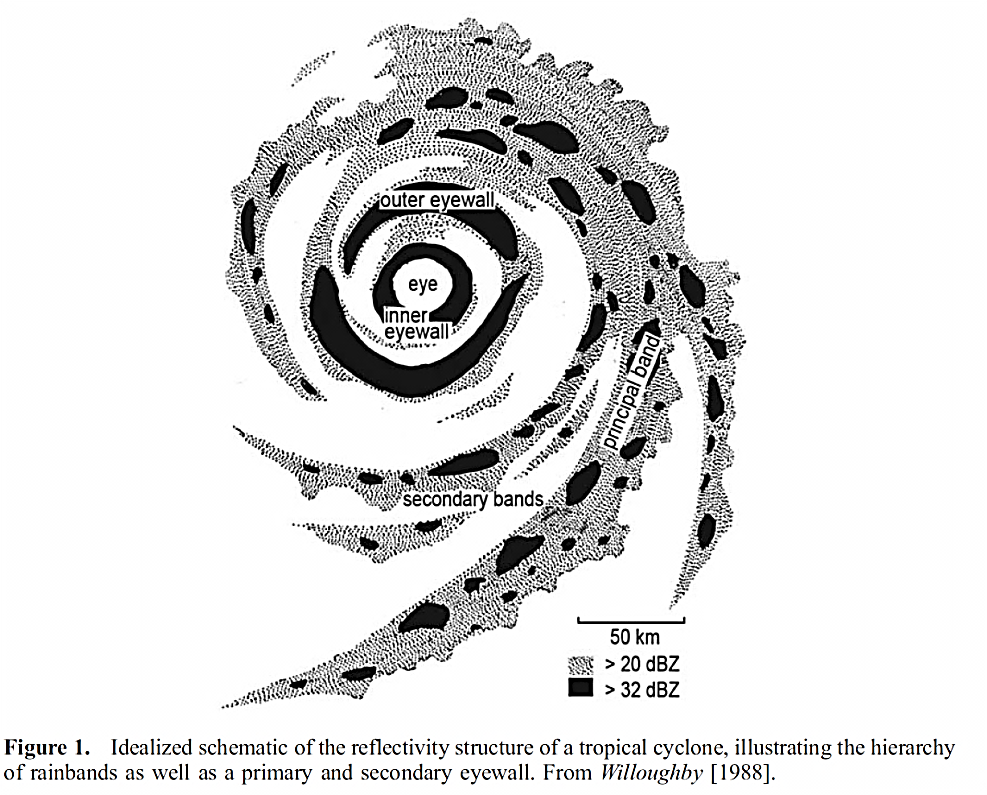 outer eyewall
eye
inner
eyewall
principal band
secondary bands
50 km
> 20 dBZ
> 32 dBZ
Figure 1. Idealized schematic of the reflectivity structure of a tropical cyclone, illustrating the hierarchy
of rainbands as well as a primary and secondary eyewall. From Willoughby [1988].